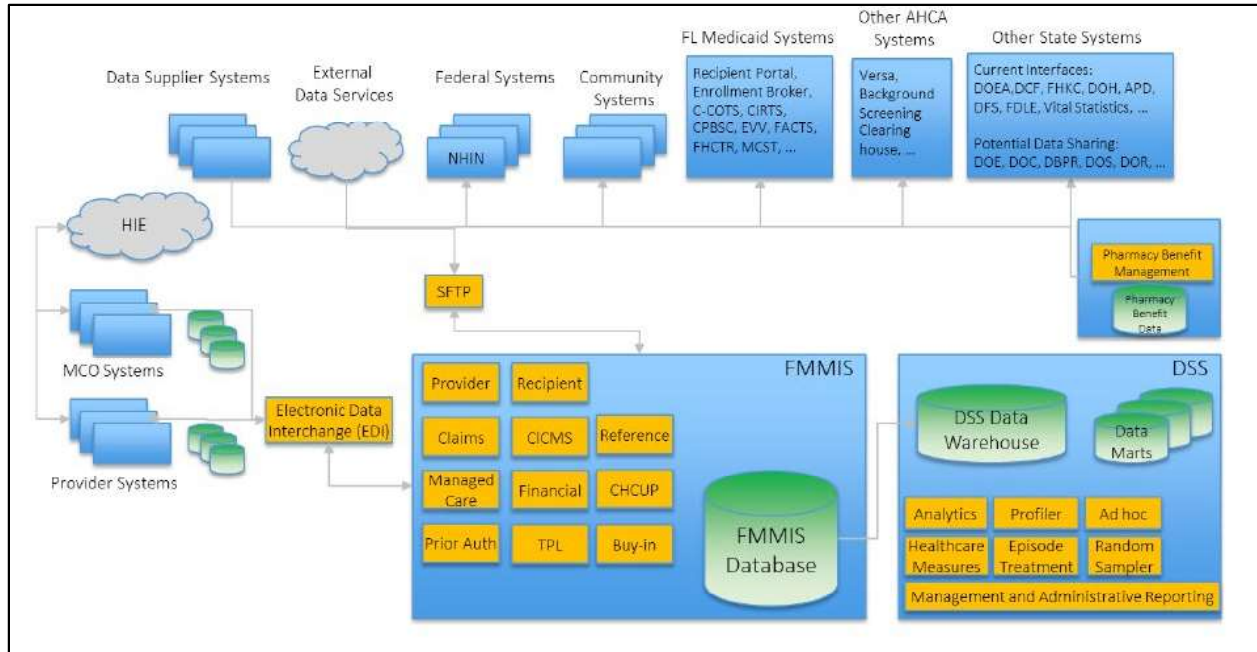 Data Supplier Systems
External
Data Services
Federal Systems
NHIN
Community
Systems
FL Medicaid Systems
Recipient Portal,
Enrollment Broker,
C-COTS, CIRTS,
CPBSC, EVV, FACTS,
FHCTR, MCST, ...
Other AHCA
Systems
Versa,
Background
Screening
Clearing
house, ...
Other State Systems
Current Interfaces:
DOEA,DCF, FHKC, DOH, APD,
DFS, FDLE, Vital Statistics, ...
Potential Data Sharing:
DOE, DOC, DBPR, DOS, DOR, ...
HIE
Pharmacy Benefit
Management
Pharmacy
Benefit
Data
SFTP
MCO Systems
Provider Systems
Electronic Data
Interchange (EDI)
FMMIS
Provider
Recipient
Claims
CICMS
Reference
Managed
Care
Financial
CHCUP
Prior Auth
TPL
Buy-in
FMMIS
Database
DSS
DSS Data
Warehouse
Data
Marts
Analytics
Profiler
Ad hoc
Healthcare
Measures
Episode
Treatment
Random
Sampler
Management and Administrative Reporting